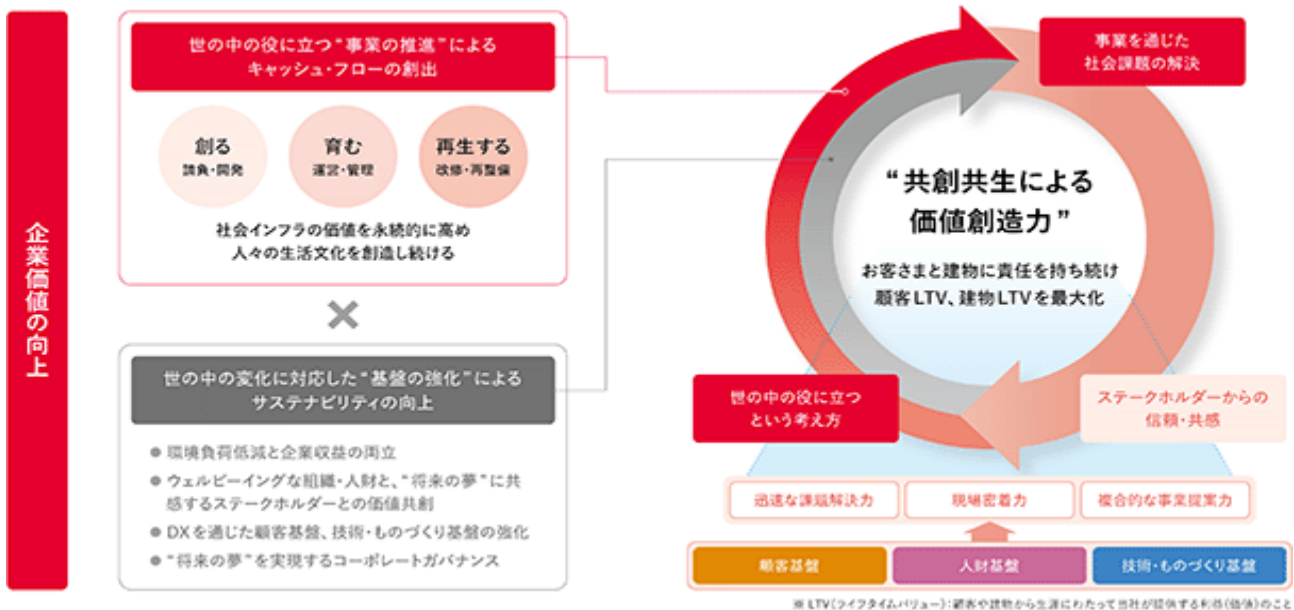 企業価値の向上
世の中の役に立つ“事業の推進”による
キャッシュ・フローの創出
創る
請負・開発
育む
運営・管理
再生する
改修・再整備
社会インフラの価値を永続的に高め
人々の生活文化を創造し続ける
×
世の中の変化に対応した“基盤の強化”による
サステナビリティの向上
● 環境負荷低減と企業収益の両立
● ウェルビーイングな組織・人財と、“将来の夢”に共
感するステークホルダーとの価値共創
● DXを通じた顧客基盤、技術・ものづくり基盤の強化
● “将来の夢”を実現するコーポレートガバナンス
事業を通じた
社会課題の解決
“共創共生による
価値創造力”
お客さまと建物に責任を持ち続け
顧客LTV、建物LTVを最大化
世の中の役に立つ
という考え方
ステークホルダーからの
信頼・共感
迅速な課題解決力
現場密着力
複合的な事業提案力
顧客基盤
人財基盤
技術・ものづくり基盤
※ LTV(ライフタイムバリュー):顧客や建物から生涯にわたって当社が提供する利益(価値)のこと